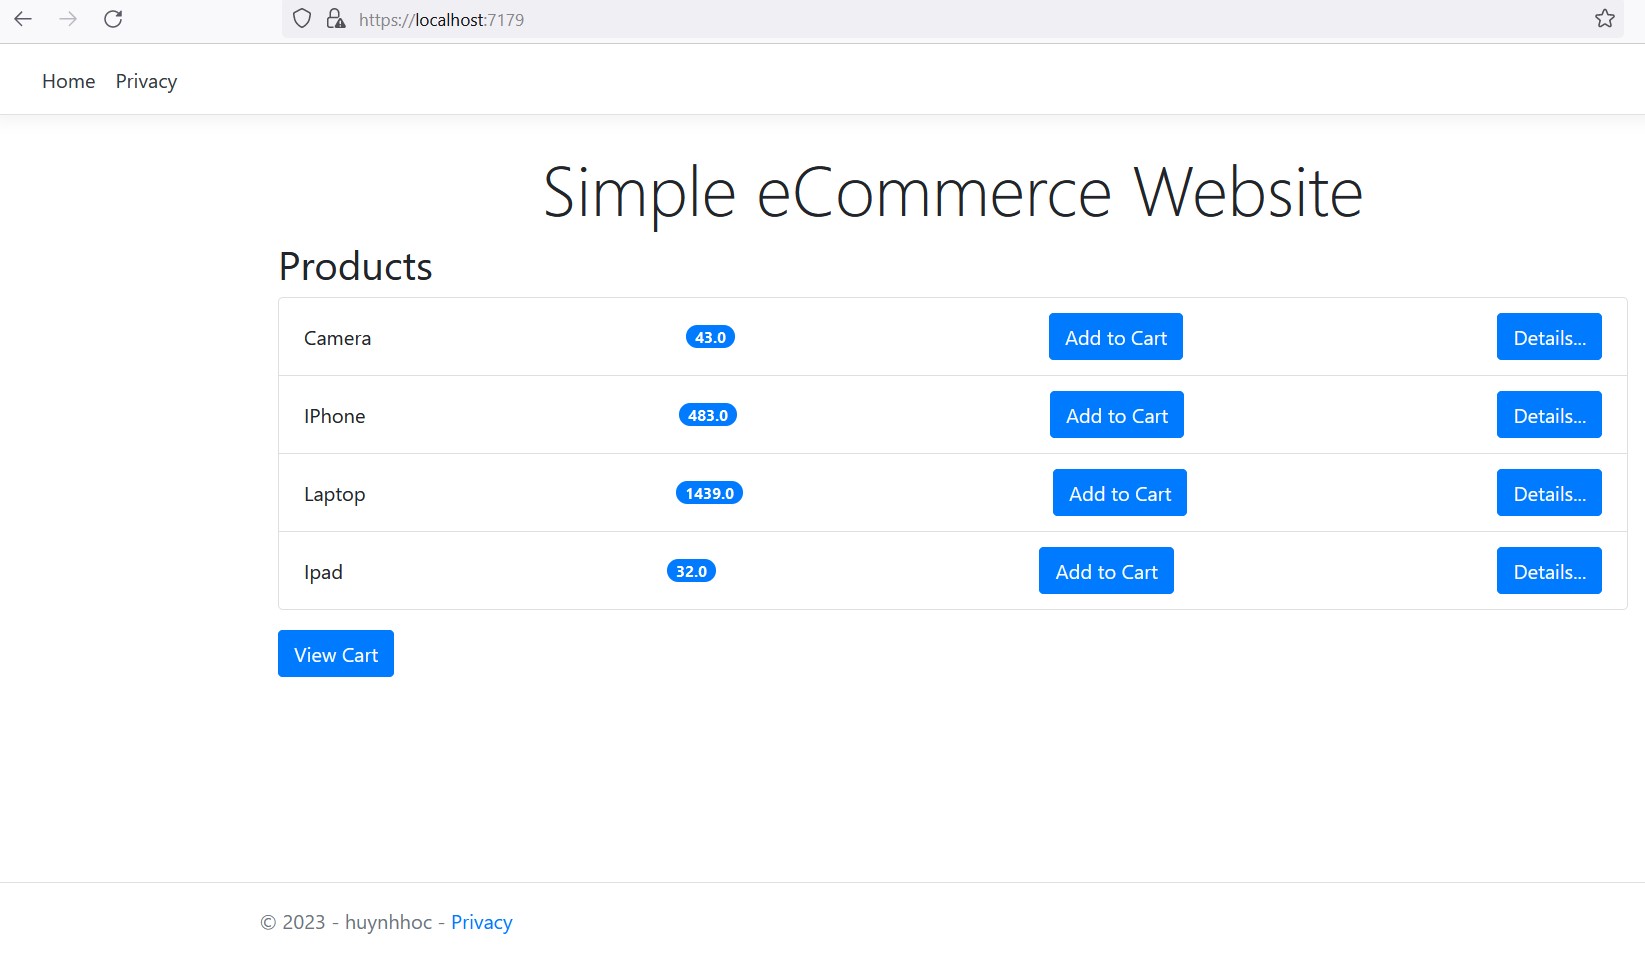 https://localhost:7179
Home Privacy
Simple eCommerce Website
Products
Camera 43.0 Add to Cart Details...
IPhone 483.0 Add to Cart Details...
Laptop 1439.0 Add to Cart Details...
Ipad 32.0 Add to Cart Details...
View Cart
© 2023 - huynhhoc - Privacy